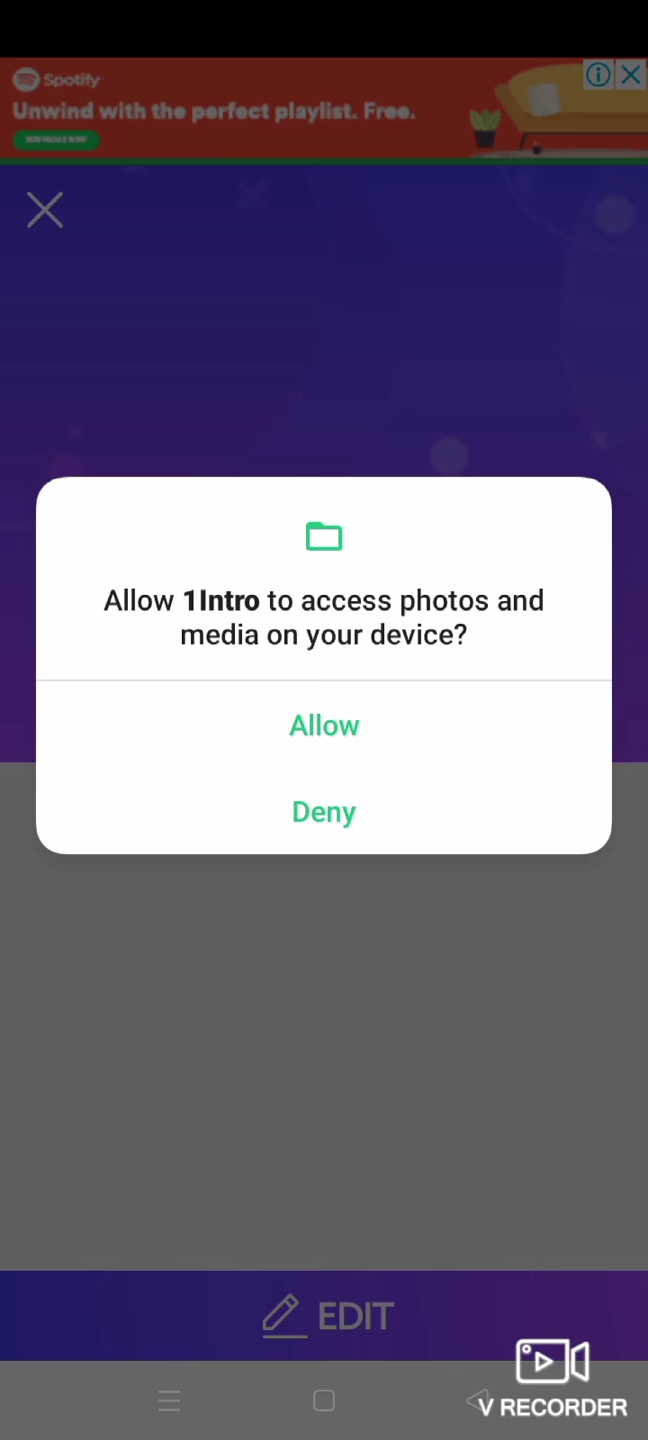 Spotify
Unwind with the perfect playlist. Free.
Allow 1Intro to access photos and
media on your device?
Allow
Deny
EDIT
V RECORDER